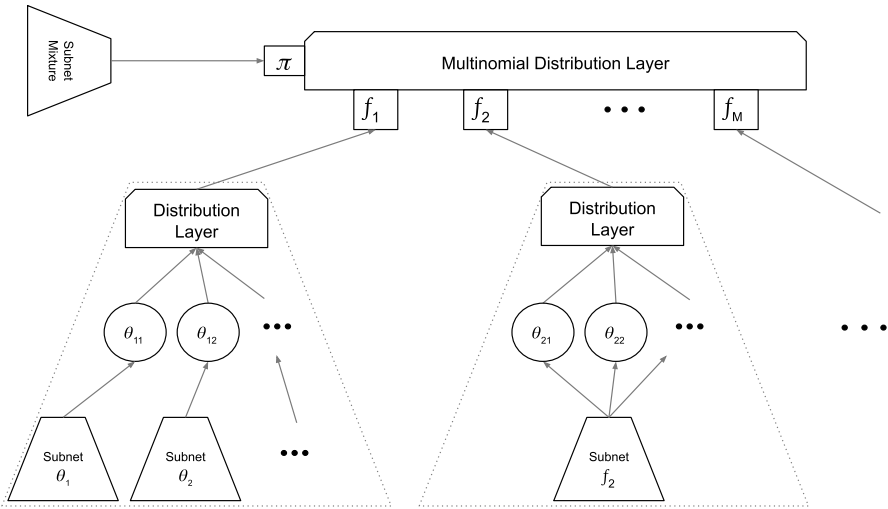 Subnet
Mixture
π
Multinomial Distribution Layer
f1
f2
• • •
fM
Distribution
Layer
Distribution
Layer
θ11
θ12
•••
θ21
θ22
•••
• • •
Subnet
θ1
Subnet
θ2
•••
Subnet
f2